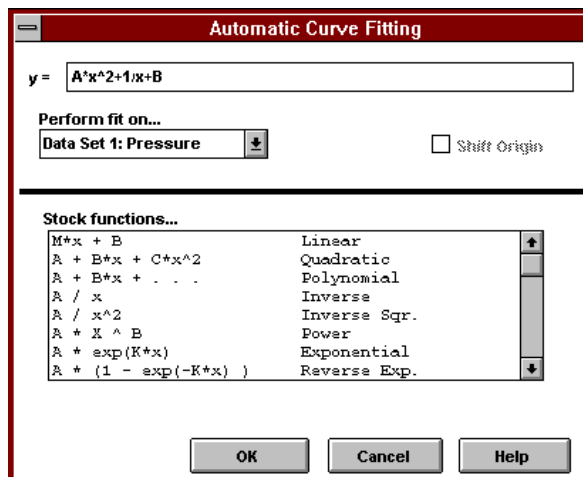 Automatic Curve Fitting
y = A*x^2+1/x+B
Perform fit on...
Data Set 1: Pressure
Shift Origin
Stock functions...
M*x + B Linear
A + B*x + C*x^2 Quadratic
A + B*x + . . . Polynomial
A / x Inverse
A / x^2 Inverse Sqr.
A * X ^ B Power
A * exp(K*x) Exponential
A * (1 - exp(-K*x) ) Reverse Exp.
OK Cancel Help